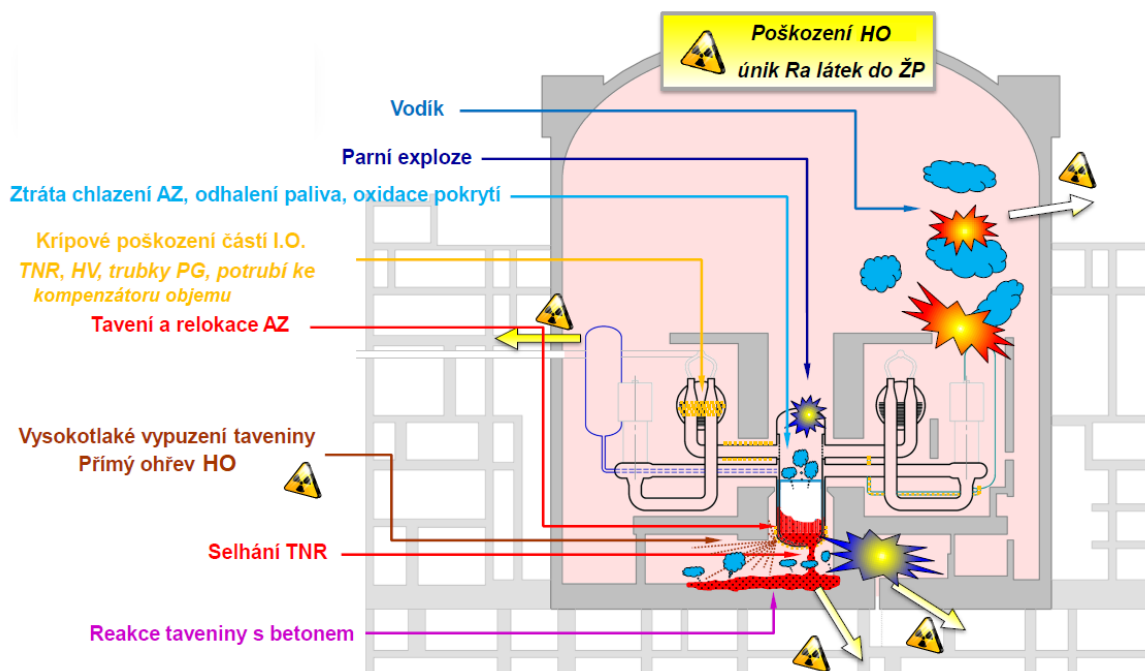 Poškození HO
únik Ra látek do ŽP
Vodík
Parní exploze
Ztráta chlazení AZ, odhalení paliva, oxidace pokrytí
Krípové poškození částí I.O.
TNR, HV, trubky PG, potrubí ke
kompenzátoru objemu
Tavení a relokace AZ
Vysokotlaké vypuzení taveniny
Přímý ohřev HO
Selhání TNR
Reakce taveniny s betonem